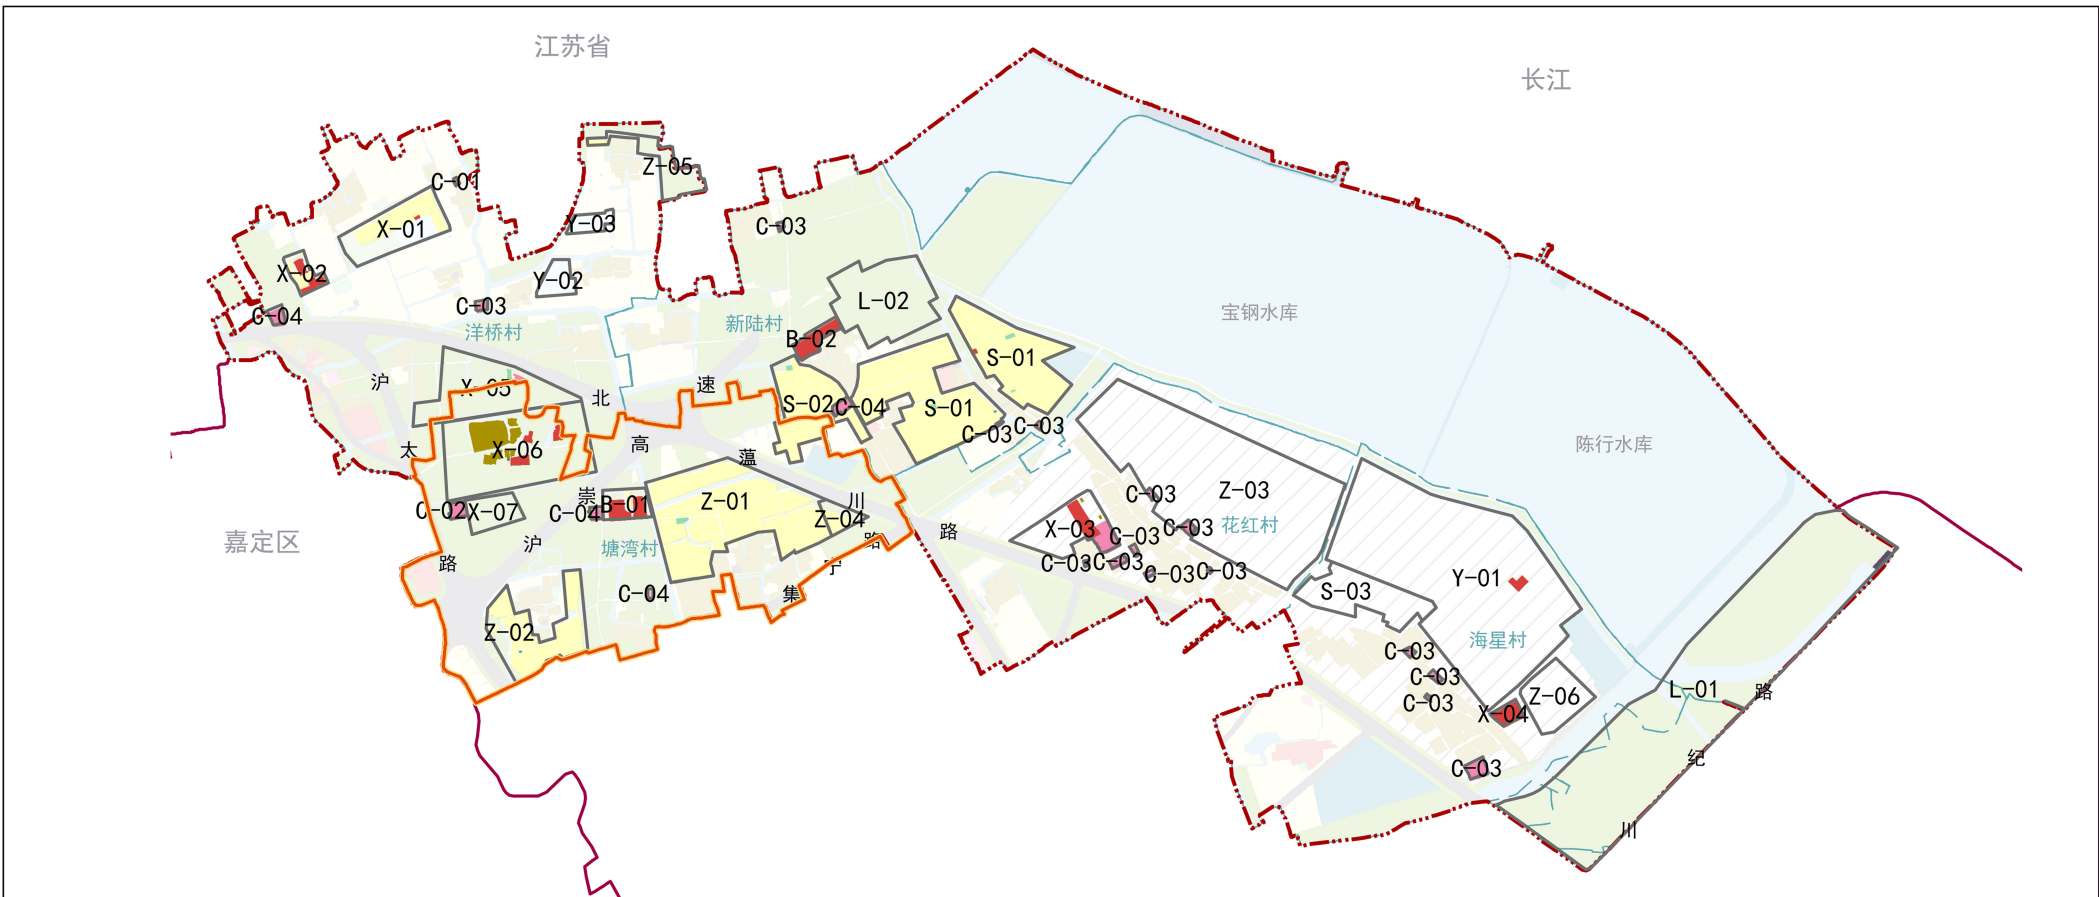 江苏省
长江
Z-05
C-01
X-01
Y-03
C-03
X-02
Y-02
C-03
C-04
洋桥村
L-02
新陆村
B-02
宝钢水库
S-01
沪
北
速
X-05
S-02
C-04
S-01
C-03
C-03
陈行水库
太
X-06
高
蕰
崇
C-02
X-07
C-04
B-01
Z-01
川
Z-04
路
C-03
Z-03
花红村
X-03
C-03
C-03
嘉定区
沪
塘湾村
路
路
宁
集
C-03
C-03
C-03
C-03
C-04
Y-01
S-03
Z-02
海星村
C-03
C-03
C-03
X-04
Z-06
L-01
路
纪
C-03
川